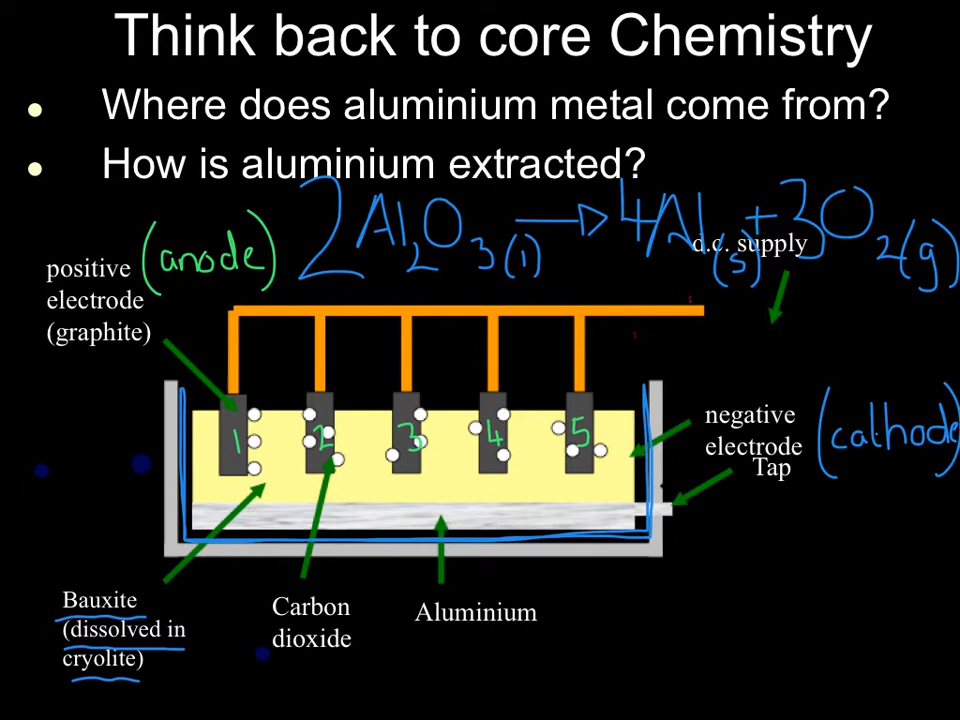 Think back to core Chemistry
Where does aluminium metal come from?
How is aluminium extracted?
2Al2O3(l) → 4Al(s) + 3O2(g)
d.c. supply
(anode)
positive
electrode
(graphite)
1 2 3 4 5
negative
electrode
(cathode)
Tap
Bauxite
(dissolved in
cryolite)
Carbon
dioxide
Aluminium